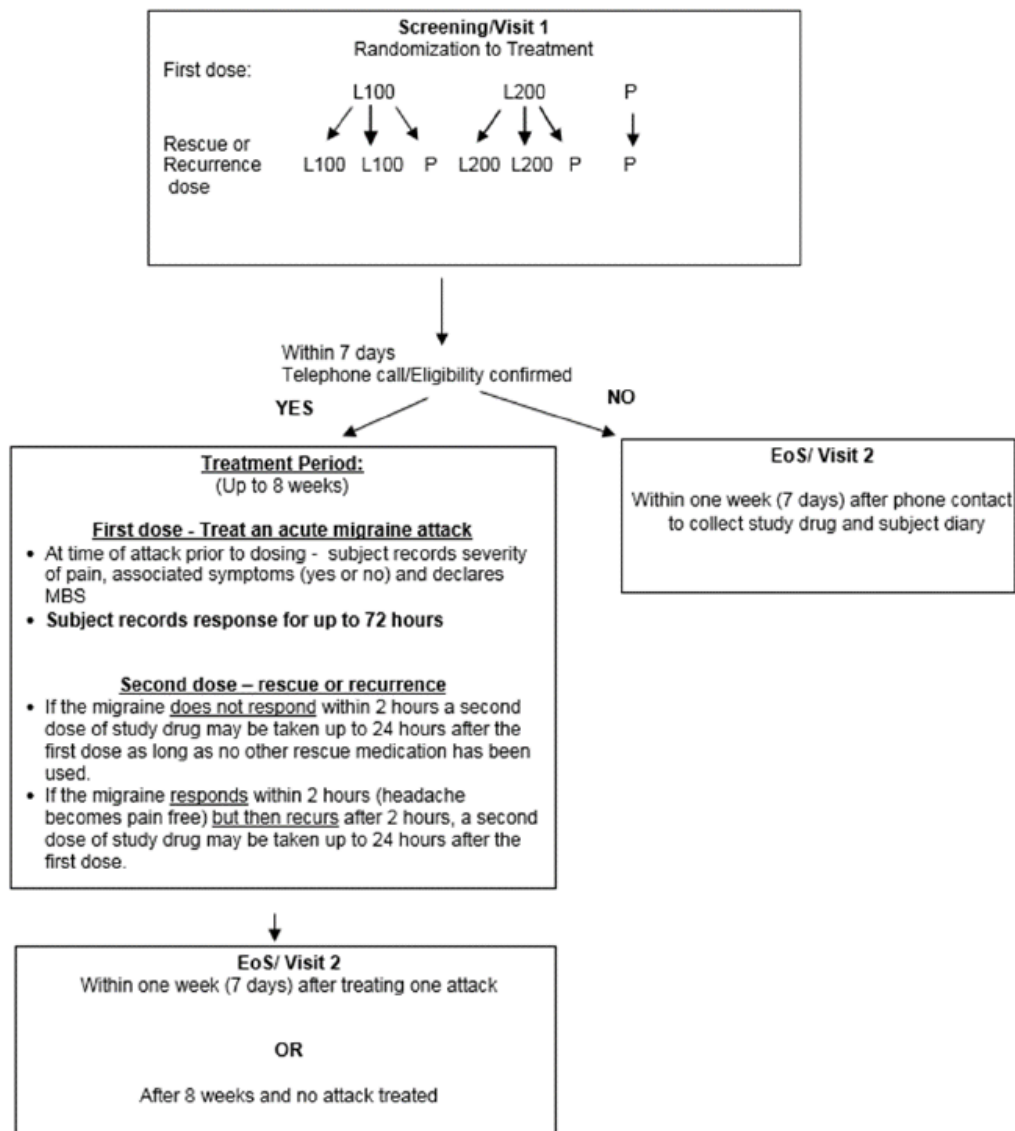 Screening/Visit 1
Randomization to Treatment
First dose:
L100 L200 P
Rescue or
Recurrence
dose
L100 L100 P L200 L200 P P
Within 7 days
Telephone call/Eligibility confirmed
YES
NO
Treatment Period:
(Up to 8 weeks)
First dose - Treat an acute migraine attack
• At time of attack prior to dosing - subject records severity
of pain, associated symptoms (yes or no) and declares
MBS
• Subject records response for up to 72 hours
Second dose – rescue or recurrence
• If the migraine does not respond within 2 hours a second
dose of study drug may be taken up to 24 hours after the
first dose as long as no other rescue medication has been
used.
• If the migraine responds within 2 hours (headache
becomes pain free) but then recurs after 2 hours, a second
dose of study drug may be taken up to 24 hours after the
first dose.
EoS/ Visit 2
Within one week (7 days) after phone contact
to collect study drug and subject diary
EoS/ Visit 2
Within one week (7 days) after treating one attack
OR
After 8 weeks and no attack treated